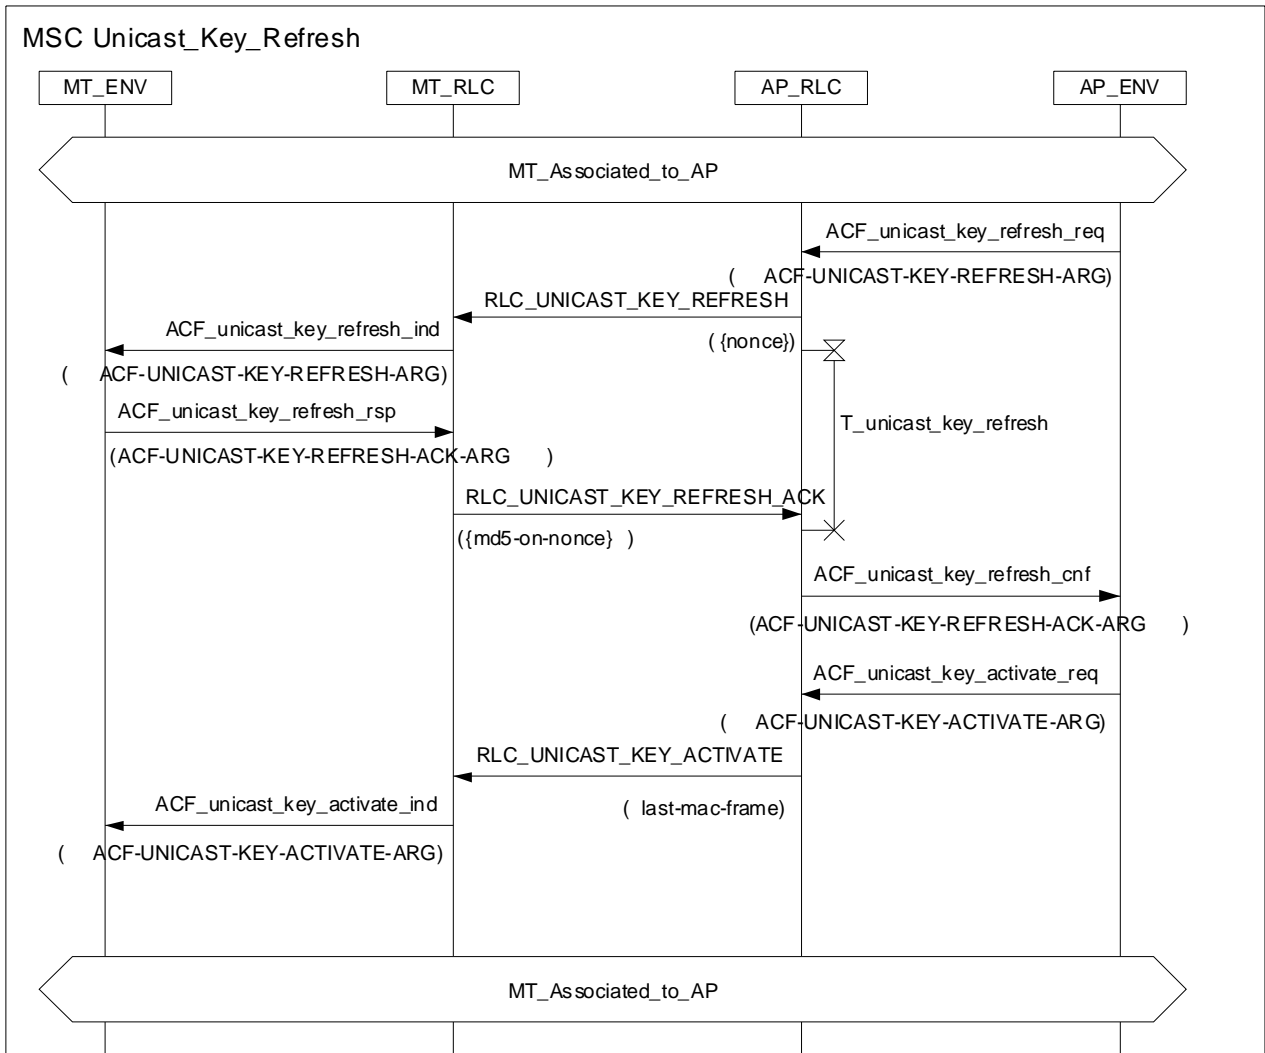 MSC Unicast_Key_Refresh
MT_ENV
MT_RLC
AP_RLC
AP_ENV
MT_Associated_to_AP
ACF_unicast_key_refresh_req
( ACF-UNICAST-KEY-REFRESH-ARG)
RLC_UNICAST_KEY_REFRESH
({nonce})
ACF_unicast_key_refresh_ind
( ACF-UNICAST-KEY-REFRESH-ARG)
ACF_unicast_key_refresh_rsp
(ACF-UNICAST-KEY-REFRESH-ACK-ARG )
T_unicast_key_refresh
RLC_UNICAST_KEY_REFRESH_ACK
({md5-on-nonce} )
ACF_unicast_key_refresh_cnf
(ACF-UNICAST-KEY-REFRESH-ACK-ARG )
ACF_unicast_key_activate_req
( ACF-UNICAST-KEY-ACTIVATE-ARG)
RLC_UNICAST_KEY_ACTIVATE
( last-mac-frame)
ACF_unicast_key_activate_ind
( ACF-UNICAST-KEY-ACTIVATE-ARG)
MT_Associated_to_AP